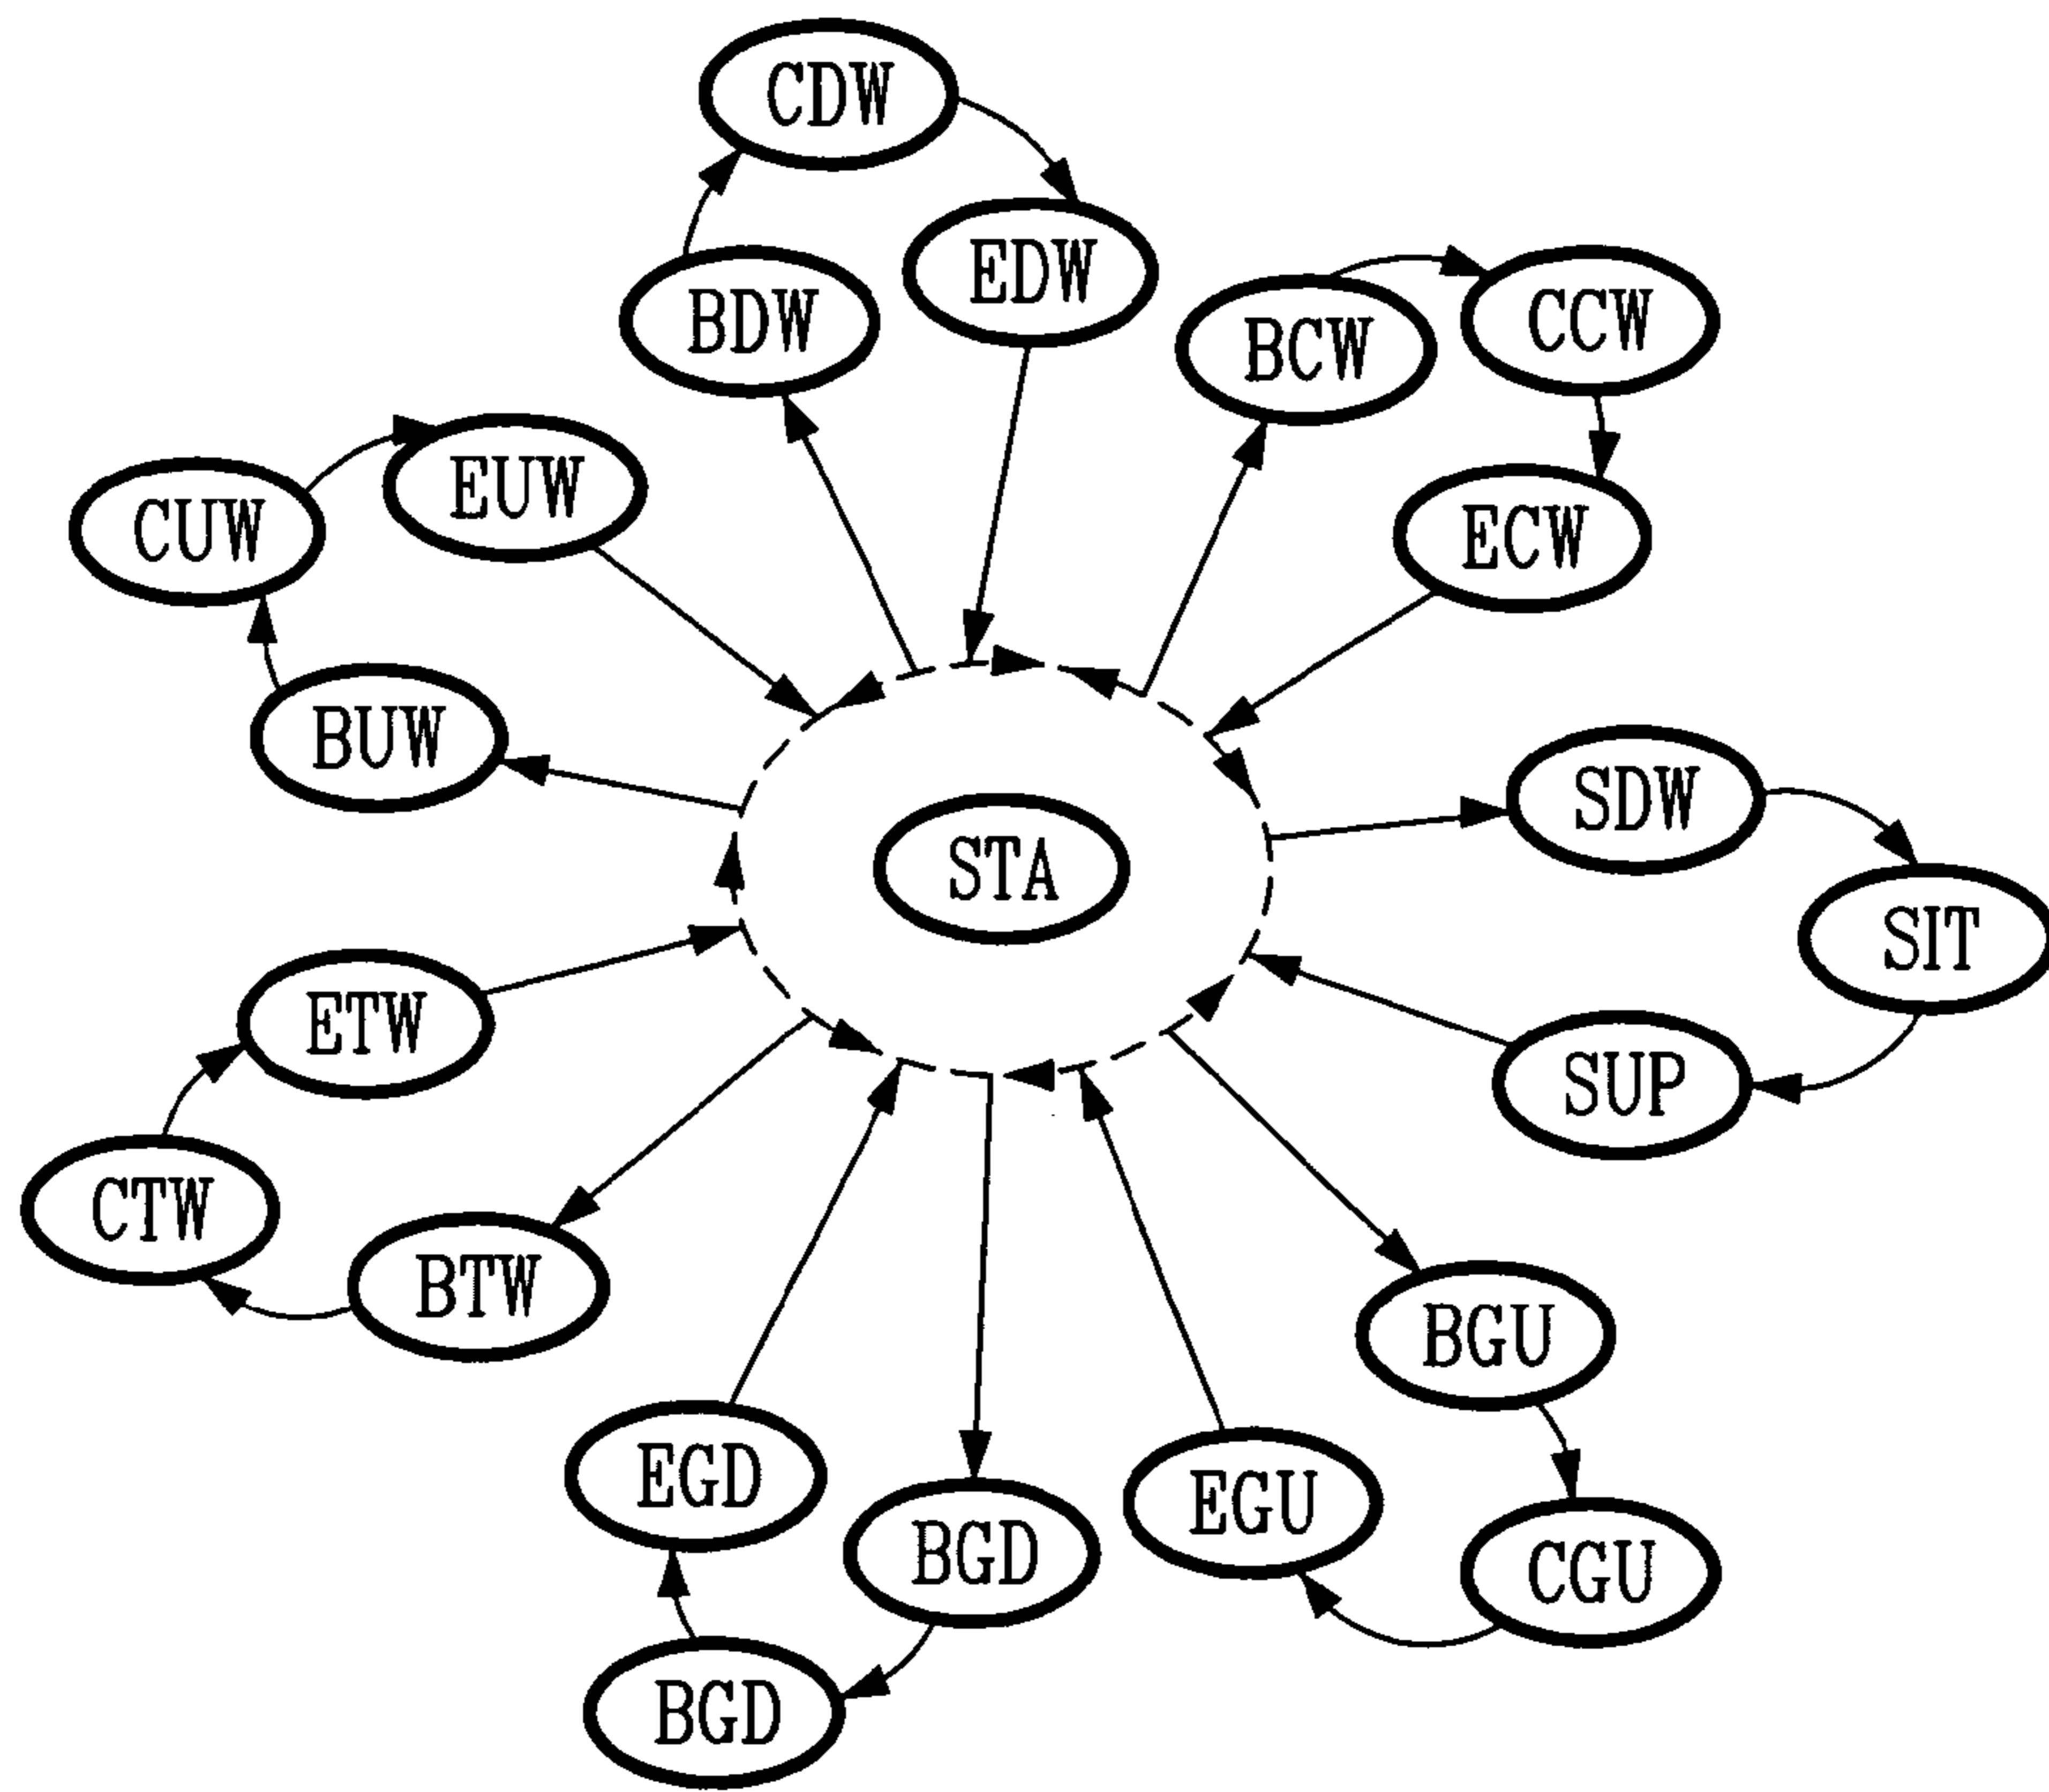 CDW
EDW
BDW
BCW
CCW
EUW
CUW
ECW
BUW
SDW
STA
SIT
ETW
SUP
CTW
BTW
BGU
EGD
EGU
BGD
CGU
BGD